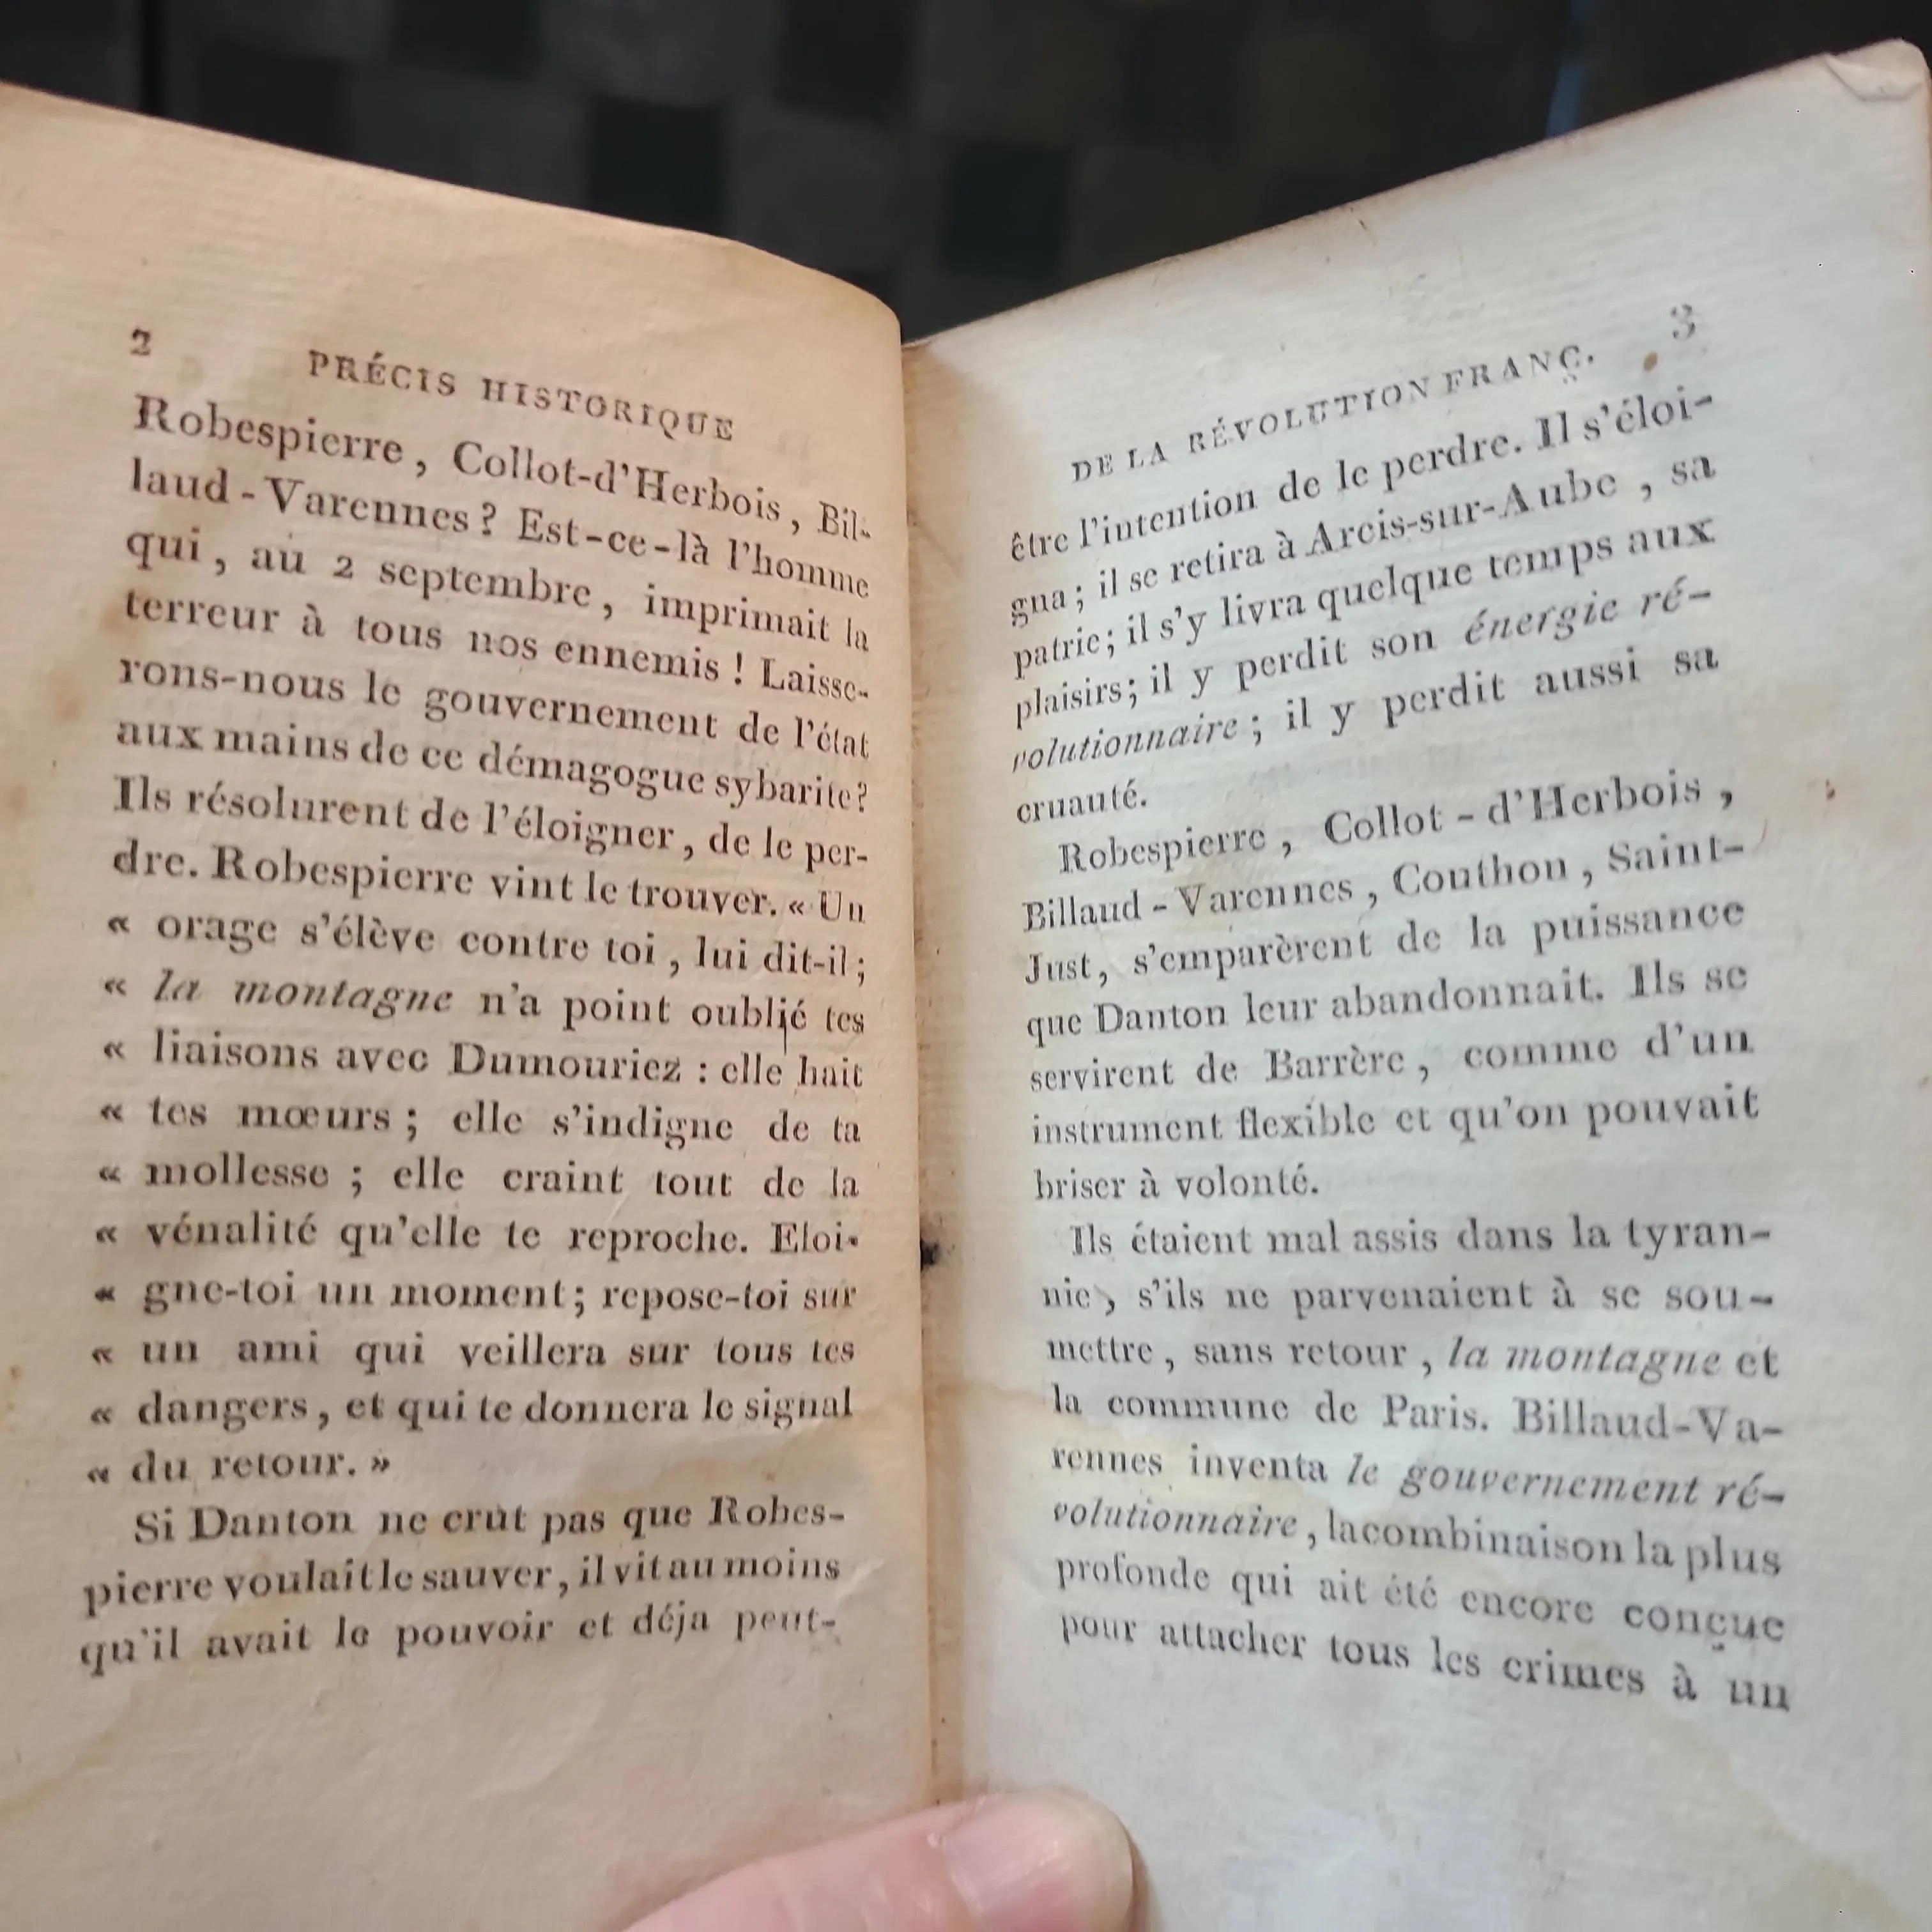 2
PRÉCIS HISTORIQUE
Robespierre, Collot-d'Herbois, Bil-
laud-Varennes? Est-ce-là l'homme
qui, au 2 septembre, imprimait la
terreur à tous nos ennemis! Laisse-
rons-nous le gouvernement de l'état
aux mains de ce démagogue sybarite?
Ils résolurent de l'éloigner, de le per-
dre. Robespierre vint le trouver. « Un
« orage s'élève contre toi, lui dit-il;
« la montagne n'a point oublié tes
« liaisons avec Dumouriez : elle hait
« tes mœurs; elle s'indigne de ta
« mollesse; elle craint tout de la
« vénalité qu'elle te reproche. Eloi-
« gne-toi un moment; repose-toi sur
« un ami qui veillera sur tous tes
« dangers, et qui te donnera le signal
« du retour. »
Si Danton ne crut pas que Robes-
pierre voulait le sauver, il vit au moins
qu'il avait le pouvoir et déja peut-
3
DE LA RÉVOLUTION FRANÇ.
être l'intention de le perdre. Il s'éloi-
gna; il se retira à Arcis-sur-Aube, sa
patrie; il s'y livra quelque temps aux
plaisirs; il y perdit son énergie ré-
volutionnaire; il y perdit aussi sa
cruauté.
Robespierre, Collot-d'Herbois,
Billaud-Varennes, Couthon, Saint-
Just, s'emparèrent de la puissance
que Danton leur abandonnait. Ils se
servirent de Barrère, comme d'un
instrument flexible et qu'on pouvait
briser à volonté.
Ils étaient mal assis dans la tyran-
nie, s'ils ne parvenaient à se sou-
mettre, sans retour, la montagne et
la commune de Paris. Billaud-Va-
rennes inventa le gouvernement ré-
volutionnaire, la combinaison la plus
profonde qui ait été encore conçue
pour attacher tous les crimes à un